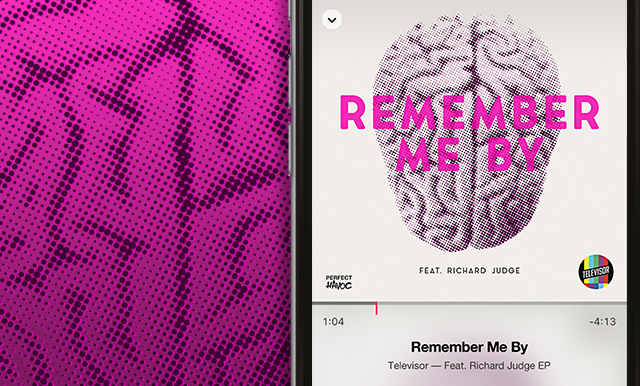 REMEMBER
ME BY
FEAT. RICHARD JUDGE
PERFECT
HAVOC
TELEVISOR
1:04
-4:13
Remember Me By
Televisor — Feat. Richard Judge EP